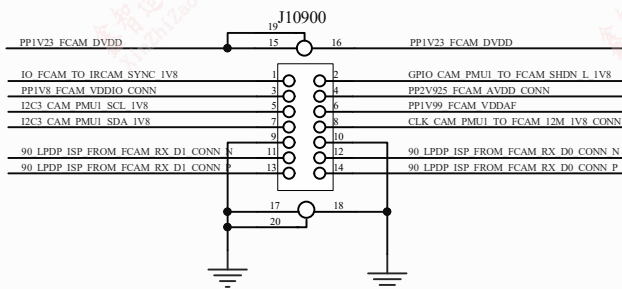 J10900
19
PP1V23 FCAM DVDD 15 16 PP1V23 FCAM DVDD
IO FCAM TO IRCAM SYNC 1V8 1 2 GPIO CAM PMU1 TO FCAM SHDN L 1V8
PP1V8 FCAM VDDIO CONN 3 4 PP2V925 FCAM AVDD CONN
I2C3 CAM PMU1 SCL 1V8 5 6 PP1V99 FCAM VDDAF
I2C3 CAM PMU1 SDA 1V8 7 8 CLK CAM PMU1 TO FCAM 12M 1V8 CONN
9 10
90 LPDP ISP FROM FCAM RX D1 CONN N 11 12 90 LPDP ISP FROM FCAM RX D0 CONN N
90 LPDP ISP FROM FCAM RX D1 CONN P 13 14 90 LPDP ISP FROM FCAM RX D0 CONN P
17 18
20